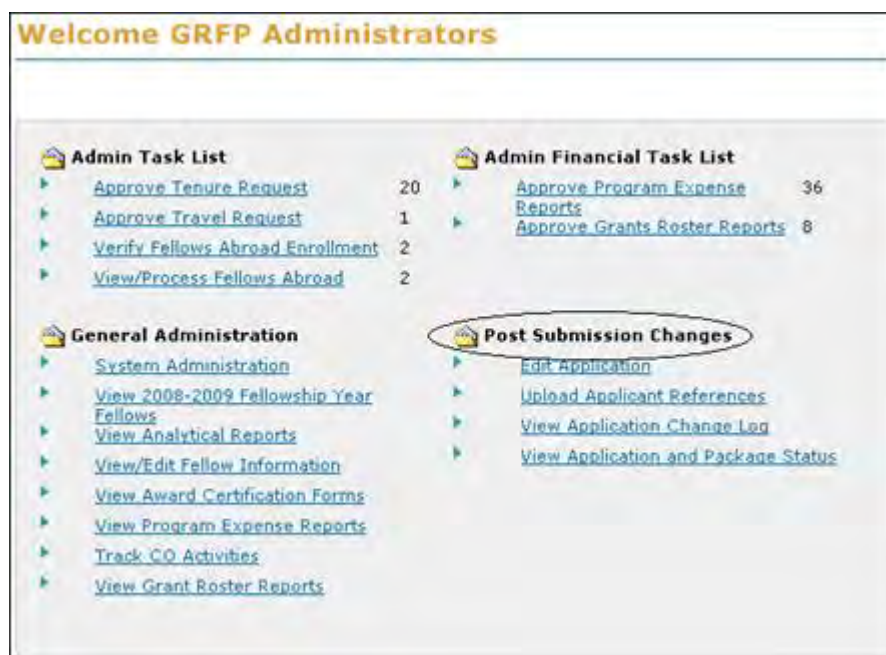 Welcome GRFP Administrators
Admin Task List
Approve Tenure Request 20
Approve Travel Request 1
Verify Fellows Abroad Enrollment 2
View/Process Fellows Abroad 2
Admin Financial Task List
Approve Program Expense 36
Reports
Approve Grants Roster Reports 8
General Administration
System Administration
View 2008-2009 Fellowship Year
Fellows
View Analytical Reports
View/Edit Fellow Information
View Award Certification Forms
View Program Expense Reports
Track CO Activities
View Grant Roster Reports
Post Submission Changes
Edit Application
Upload Applicant References
View Application Change Log
View Application and Package Status